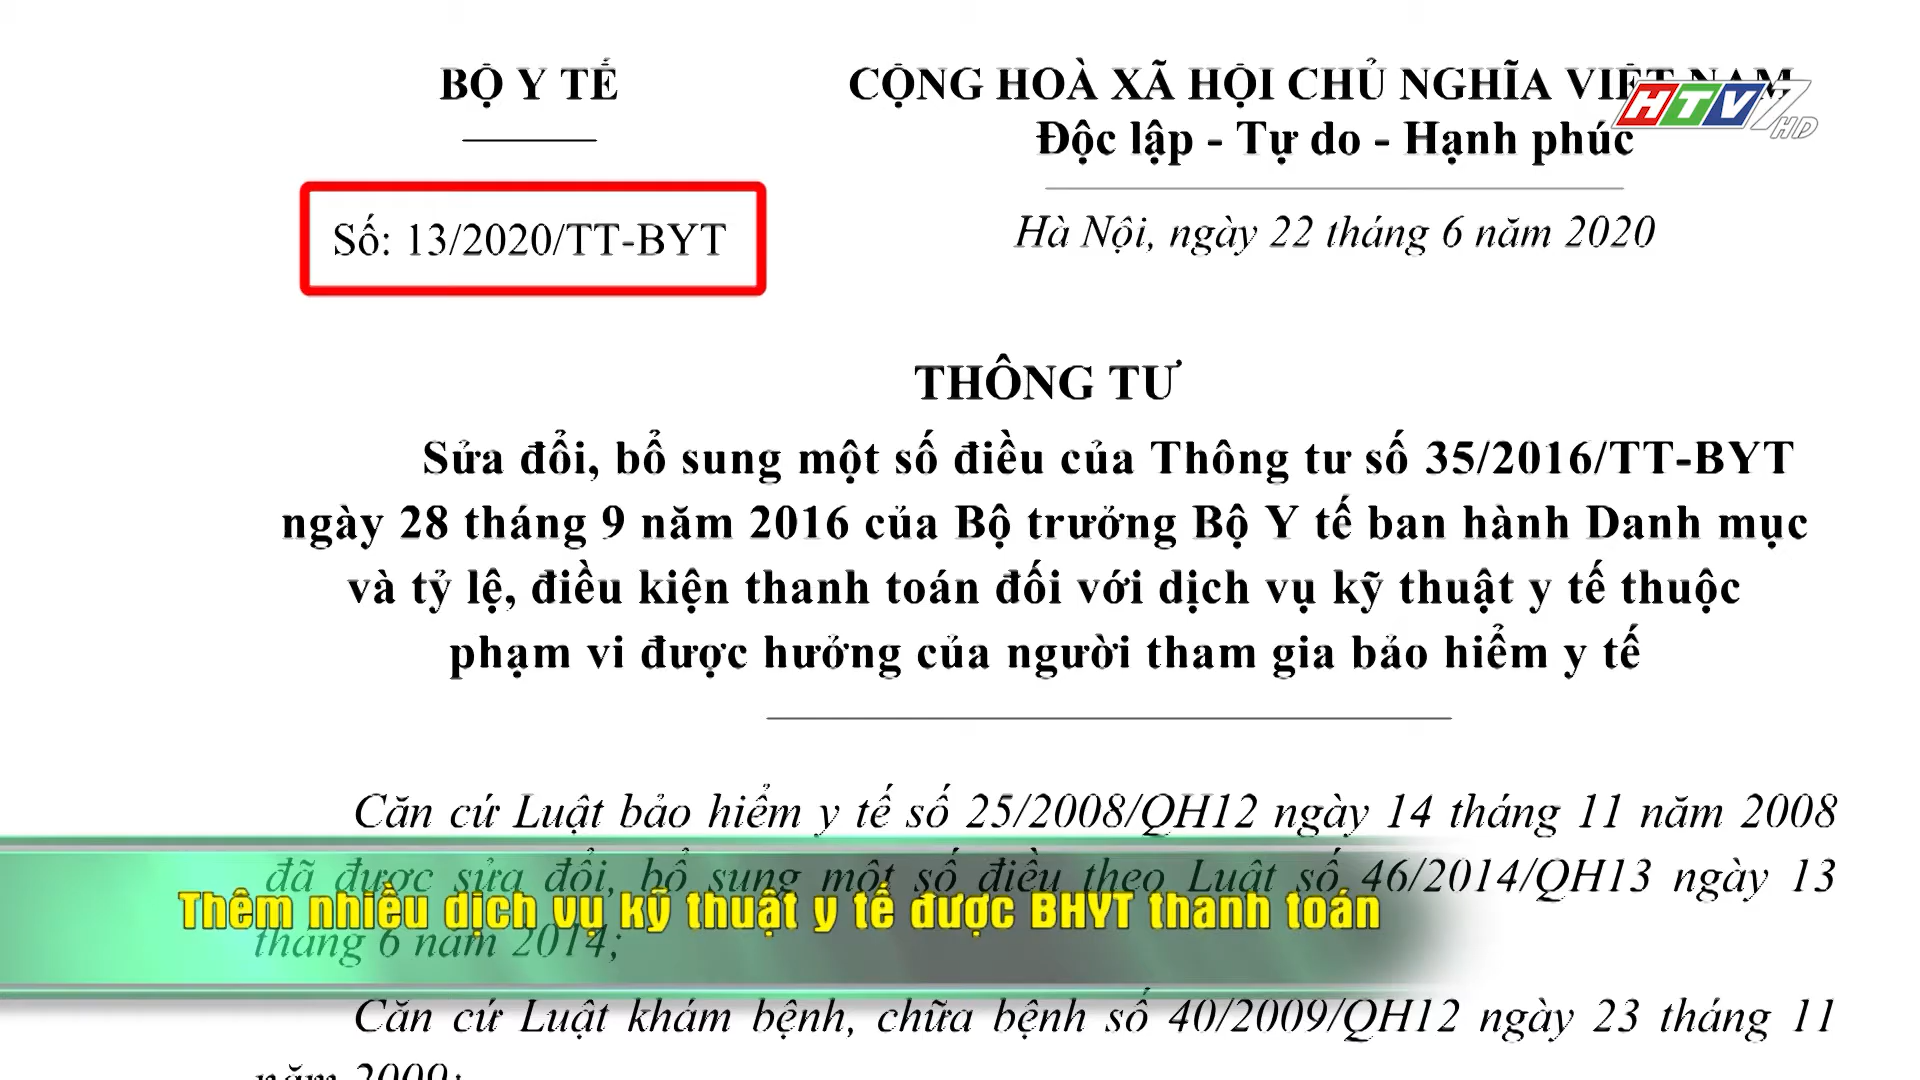 BỘ Y TẾ
CỘNG HOÀ XÃ HỘI CHỦ NGHĨA VIỆT NAM
HTV7 HD
Độc lập - Tự do - Hạnh phúc
Số: 13/2020/TT-BYT
Hà Nội, ngày 22 tháng 6 năm 2020
THÔNG TƯ
Sửa đổi, bổ sung một số điều của Thông tư số 35/2016/TT-BYT
ngày 28 tháng 9 năm 2016 của Bộ trưởng Bộ Y tế ban hành Danh mục
và tỷ lệ, điều kiện thanh toán đối với dịch vụ kỹ thuật y tế thuộc
phạm vi được hưởng của người tham gia bảo hiểm y tế
Căn cứ Luật bảo hiểm y tế số 25/2008/QH12 ngày 14 tháng 11 năm 2008
đã được sửa đổi, bổ sung một số điều theo Luật số 46/2014/QH13 ngày 13
Thêm nhiều dịch vụ kỹ thuật y tế được BHYT thanh toán
tháng 6 năm 2014;
Căn cứ Luật khám bệnh, chữa bệnh số 40/2009/QH12 ngày 23 tháng 11
năm 2009;